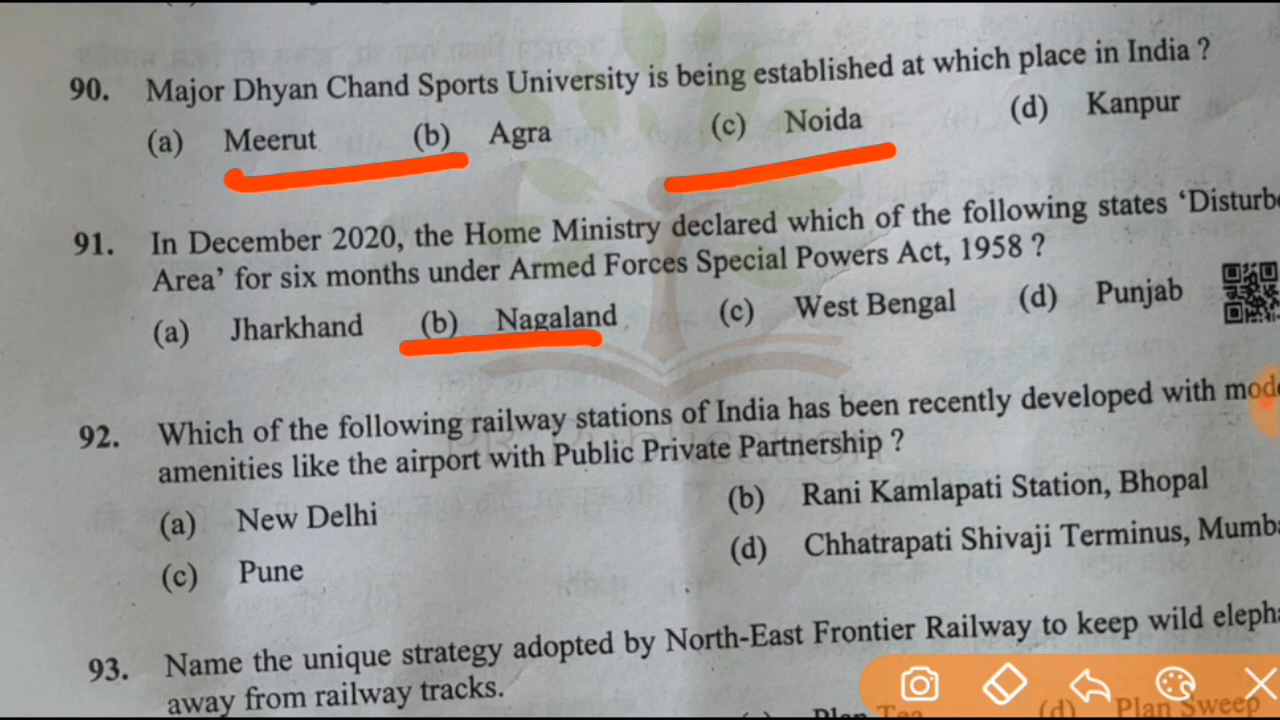 90. Major Dhyan Chand Sports University is being established at which place in India ?
(a) Meerut (b) Agra (c) Noida (d) Kanpur
91. In December 2020, the Home Ministry declared which of the following states ‘Disturbe
Area’ for six months under Armed Forces Special Powers Act, 1958 ?
(a) Jharkhand (b) Nagaland (c) West Bengal (d) Punjab
92. Which of the following railway stations of India has been recently developed with mode
amenities like the airport with Public Private Partnership ?
(a) New Delhi (b) Rani Kamlapati Station, Bhopal
(c) Pune (d) Chhatrapati Shivaji Terminus, Mumba
93. Name the unique strategy adopted by North-East Frontier Railway to keep wild elepha
away from railway tracks.
Plan (d) Plan Sweep